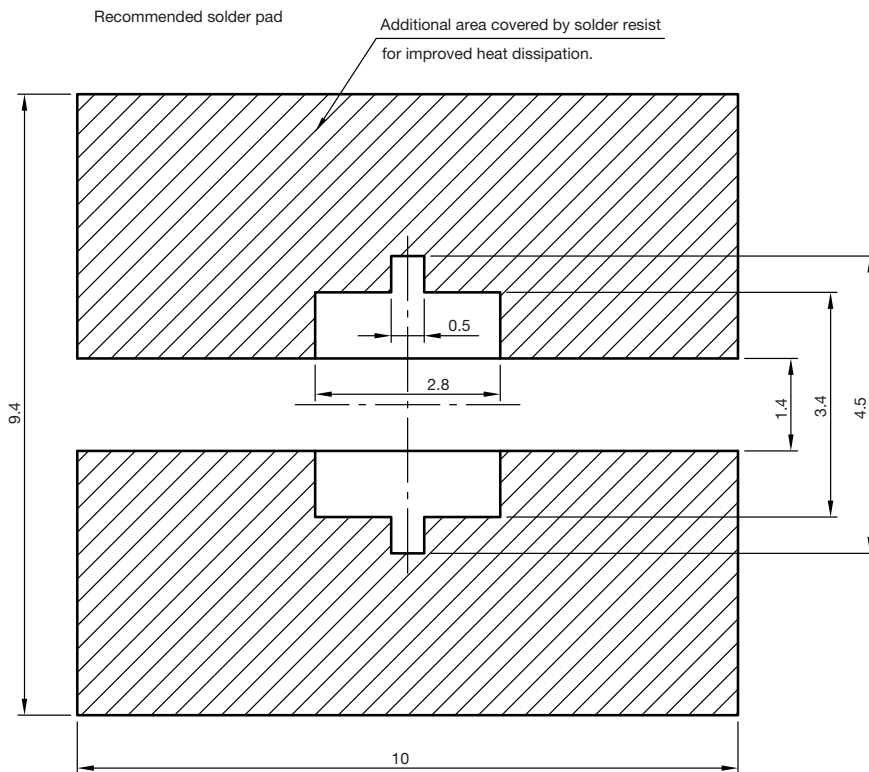 Recommended solder pad
Additional area covered by solder resist
for improved heat dissipation.
0.5
2.8
9.4
1.4
3.4
4.5
10